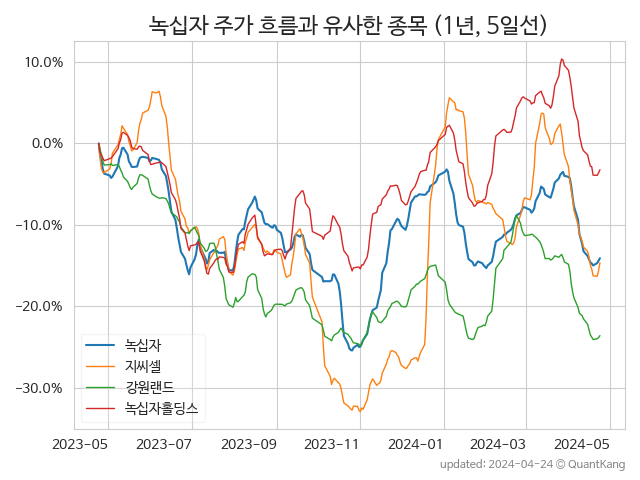 녹십자 주가 흐름과 유사한 종목 (1년, 5일선)
10.0%
0.0%
−10.0%
−20.0%
−30.0%
녹십자
지씨셀
강원랜드
녹십자홀딩스
2023-05 2023-07 2023-09 2023-11 2024-01 2024-03 2024-05
updated: 2024-04-24 © QuantKang